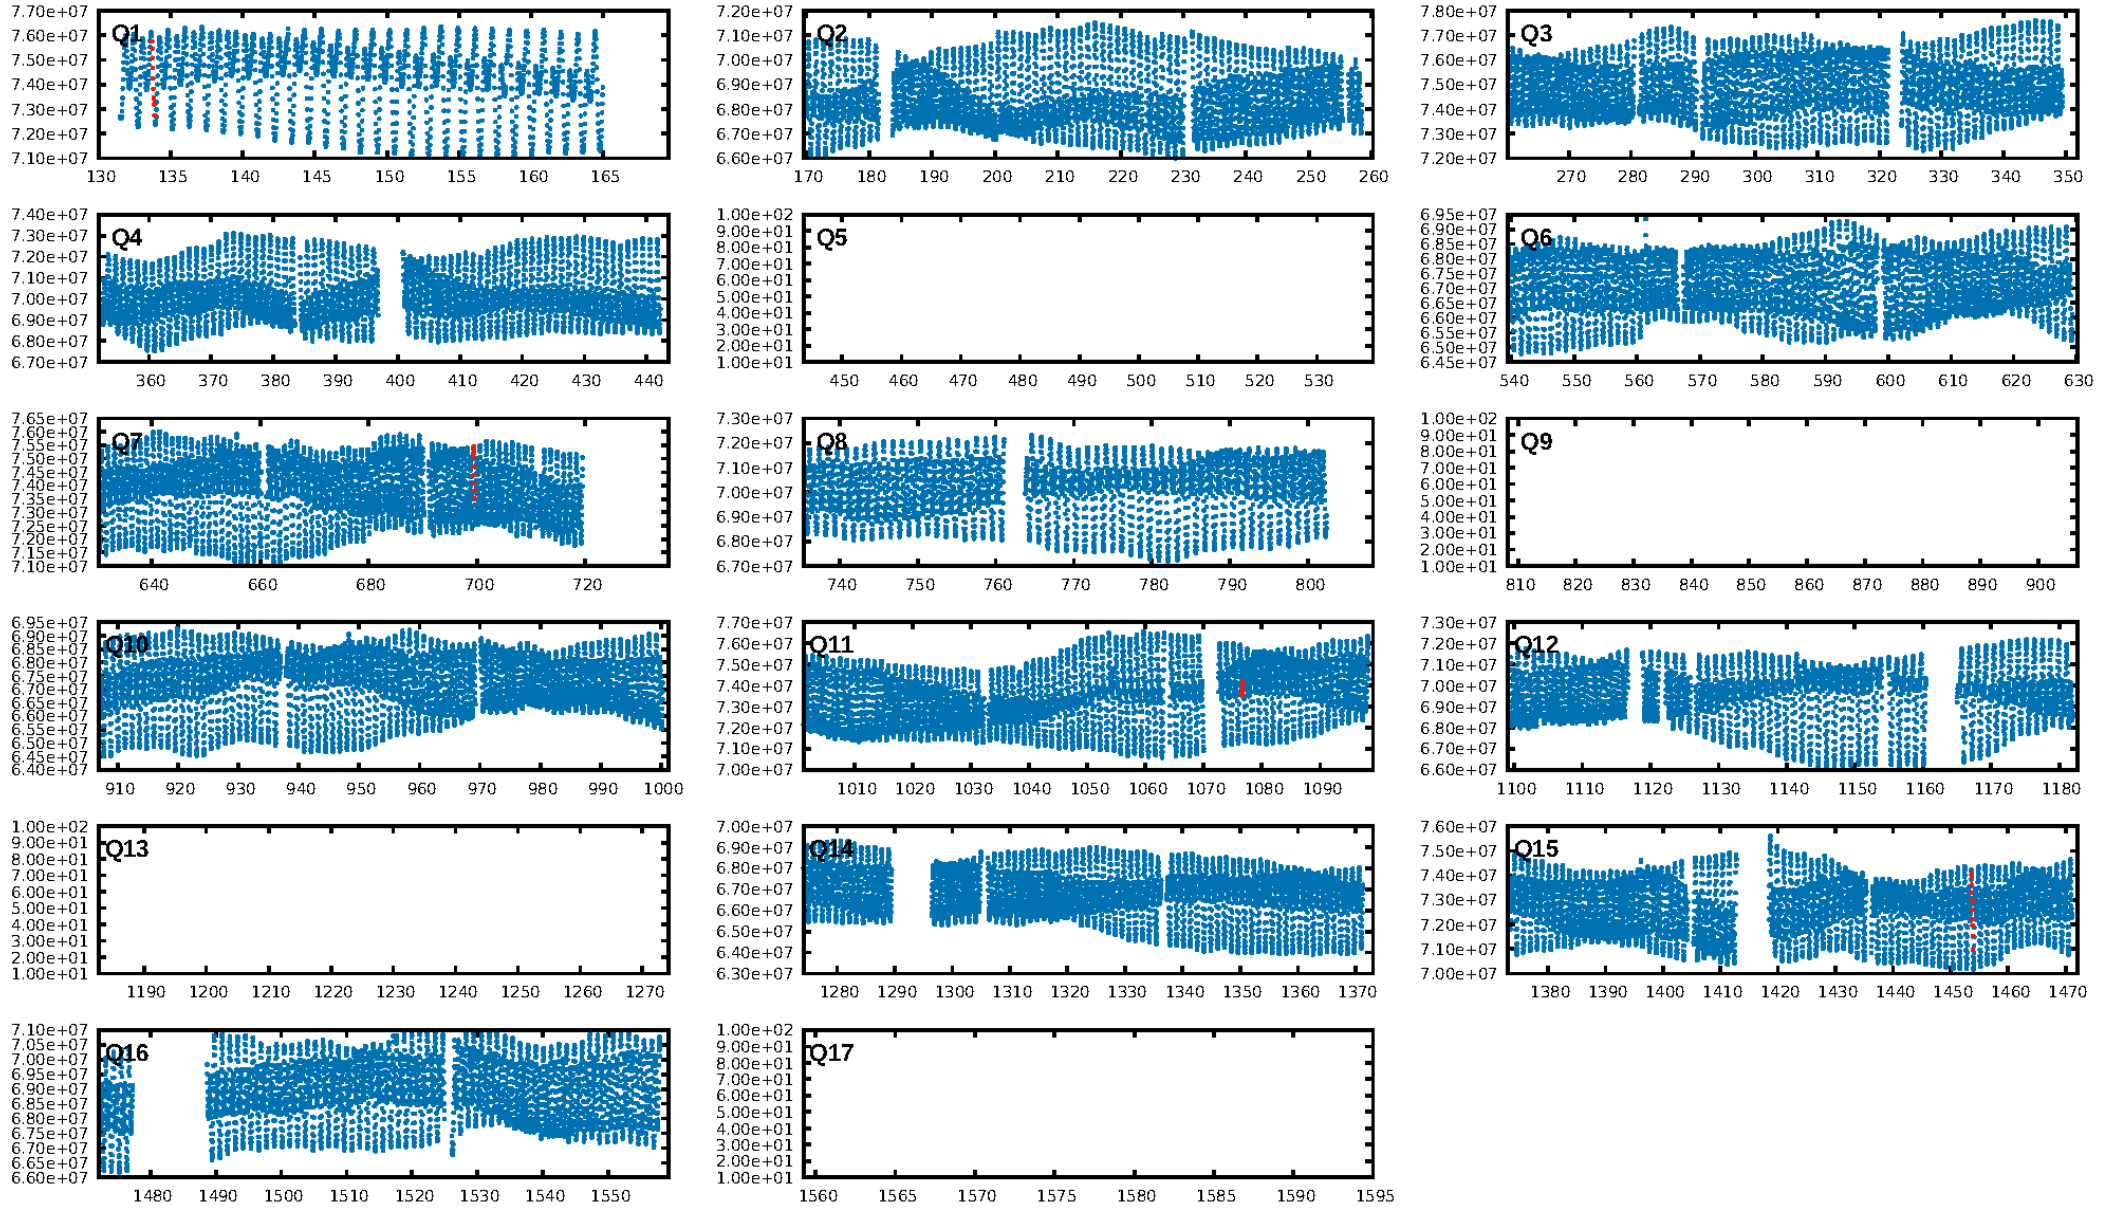 Q1
7.70e+07
7.60e+07
7.50e+07
7.40e+07
7.30e+07
7.20e+07
7.10e+07
130 135 140 145 150 155 160 165
Q2
7.20e+07
7.10e+07
7.00e+07
6.90e+07
6.80e+07
6.70e+07
6.60e+07
170 180 190 200 210 220 230 240 250 260
Q3
7.80e+07
7.70e+07
7.60e+07
7.50e+07
7.40e+07
7.30e+07
7.20e+07
270 280 290 300 310 320 330 340 350
Q4
7.40e+07
7.30e+07
7.20e+07
7.10e+07
7.00e+07
6.90e+07
6.80e+07
6.70e+07
360 370 380 390 400 410 420 430 440
Q5
1.00e+02
9.00e+01
8.00e+01
7.00e+01
6.00e+01
5.00e+01
4.00e+01
3.00e+01
2.00e+01
1.00e+01
450 460 470 480 490 500 510 520 530
Q6
6.95e+07
6.90e+07
6.85e+07
6.80e+07
6.75e+07
6.70e+07
6.65e+07
6.60e+07
6.55e+07
6.50e+07
6.45e+07
540 550 560 570 580 590 600 610 620 630
Q7
7.65e+07
7.60e+07
7.55e+07
7.50e+07
7.45e+07
7.40e+07
7.35e+07
7.30e+07
7.25e+07
7.20e+07
7.15e+07
7.10e+07
640 660 680 700 720
Q8
7.30e+07
7.20e+07
7.10e+07
7.00e+07
6.90e+07
6.80e+07
6.70e+07
740 750 760 770 780 790 800
Q9
1.00e+02
9.00e+01
8.00e+01
7.00e+01
6.00e+01
5.00e+01
4.00e+01
3.00e+01
2.00e+01
1.00e+01
810 820 830 840 850 860 870 880 890 900
Q10
6.95e+07
6.90e+07
6.85e+07
6.80e+07
6.75e+07
6.70e+07
6.65e+07
6.60e+07
6.55e+07
6.50e+07
6.45e+07
6.40e+07
910 920 930 940 950 960 970 980 990 1000
Q11
7.70e+07
7.60e+07
7.50e+07
7.40e+07
7.30e+07
7.20e+07
7.10e+07
7.00e+07
1010 1020 1030 1040 1050 1060 1070 1080 1090
Q12
7.30e+07
7.20e+07
7.10e+07
7.00e+07
6.90e+07
6.80e+07
6.70e+07
6.60e+07
1100 1110 1120 1130 1140 1150 1160 1170 1180
Q13
1.00e+02
9.00e+01
8.00e+01
7.00e+01
6.00e+01
5.00e+01
4.00e+01
3.00e+01
2.00e+01
1.00e+01
1190 1200 1210 1220 1230 1240 1250 1260 1270
Q14
7.00e+07
6.90e+07
6.80e+07
6.70e+07
6.60e+07
6.50e+07
6.40e+07
6.30e+07
1280 1290 1300 1310 1320 1330 1340 1350 1360 1370
Q15
7.60e+07
7.50e+07
7.40e+07
7.30e+07
7.20e+07
7.10e+07
7.00e+07
1380 1390 1400 1410 1420 1430 1440 1450 1460 1470
Q16
7.10e+07
7.05e+07
7.00e+07
6.95e+07
6.90e+07
6.85e+07
6.80e+07
6.75e+07
6.70e+07
6.65e+07
6.60e+07
1480 1490 1500 1510 1520 1530 1540 1550
Q17
1.00e+02
9.00e+01
8.00e+01
7.00e+01
6.00e+01
5.00e+01
4.00e+01
3.00e+01
2.00e+01
1.00e+01
1560 1565 1570 1575 1580 1585 1590 1595